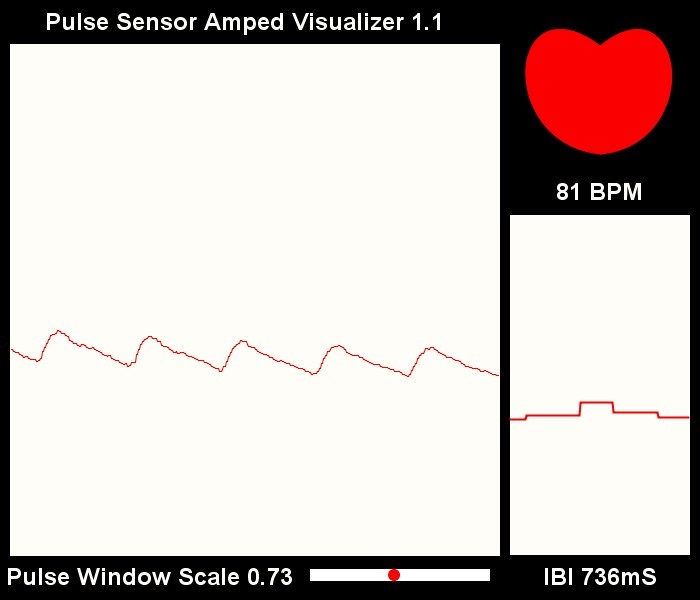 Pulse Sensor Amped Visualizer 1.1
81 BPM
Pulse Window Scale 0.73
IBI 736mS